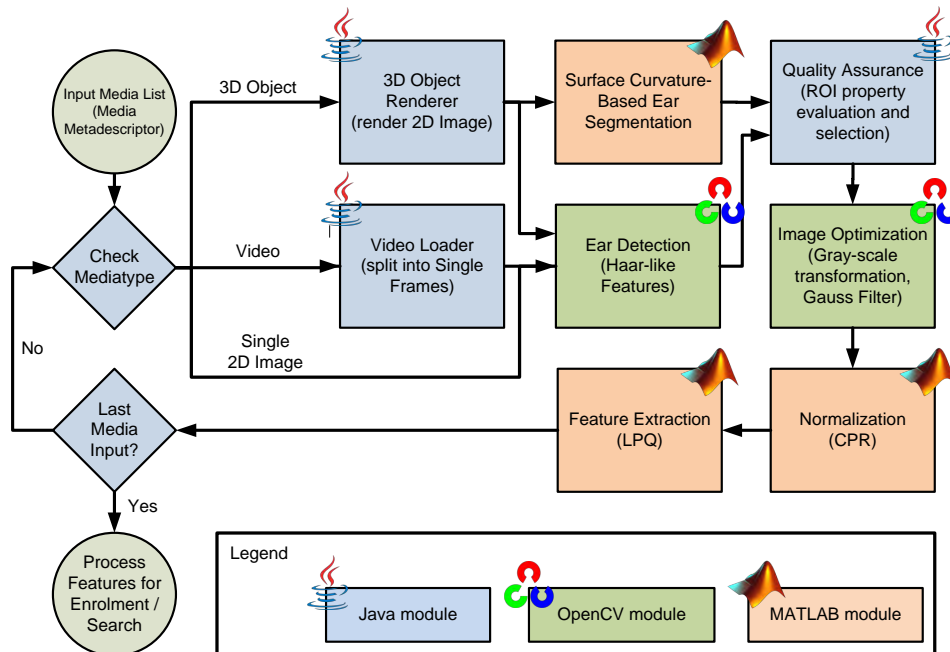 Input Media List
(Media
Metadescriptor)
3D Object
3D Object
Renderer
(render 2D Image)
Surface Curvature-
Based Ear
Segmentation
Quality Assurance
(ROI property
evaluation and
selection)
Check
Mediatype
Video
Video Loader
(split into Single
Frames)
Ear Detection
(Haar-like
Features)
Image Optimization
(Gray-scale
transformation,
Gauss Filter)
No
Single
2D Image
Last
Media
Input?
Feature Extraction
(LPQ)
Normalization
(CPR)
Yes
Process
Features for
Enrolment /
Search
Legend
Java module
OpenCV module
MATLAB module